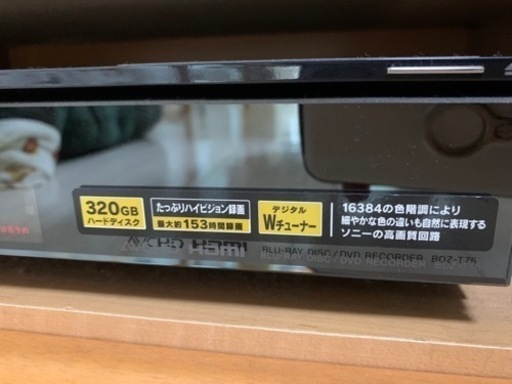 320GB
ハードディスク
たっぷりハイビジョン録画
最大約153時間録画
デジタル
Wチューナー
16384の色階調により
細やかな色の違いも自然に表現する
ソニーの高画質回路
AVCHD HDMI
BLU-RAY DISC / DVD RECORDER BDZ-T75